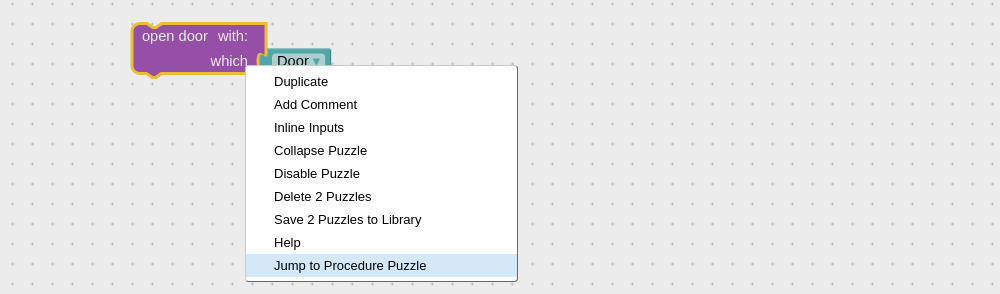 open door with:
which Door ▾
Duplicate
Add Comment
Inline Inputs
Collapse Puzzle
Disable Puzzle
Delete 2 Puzzles
Save 2 Puzzles to Library
Help
Jump to Procedure Puzzle